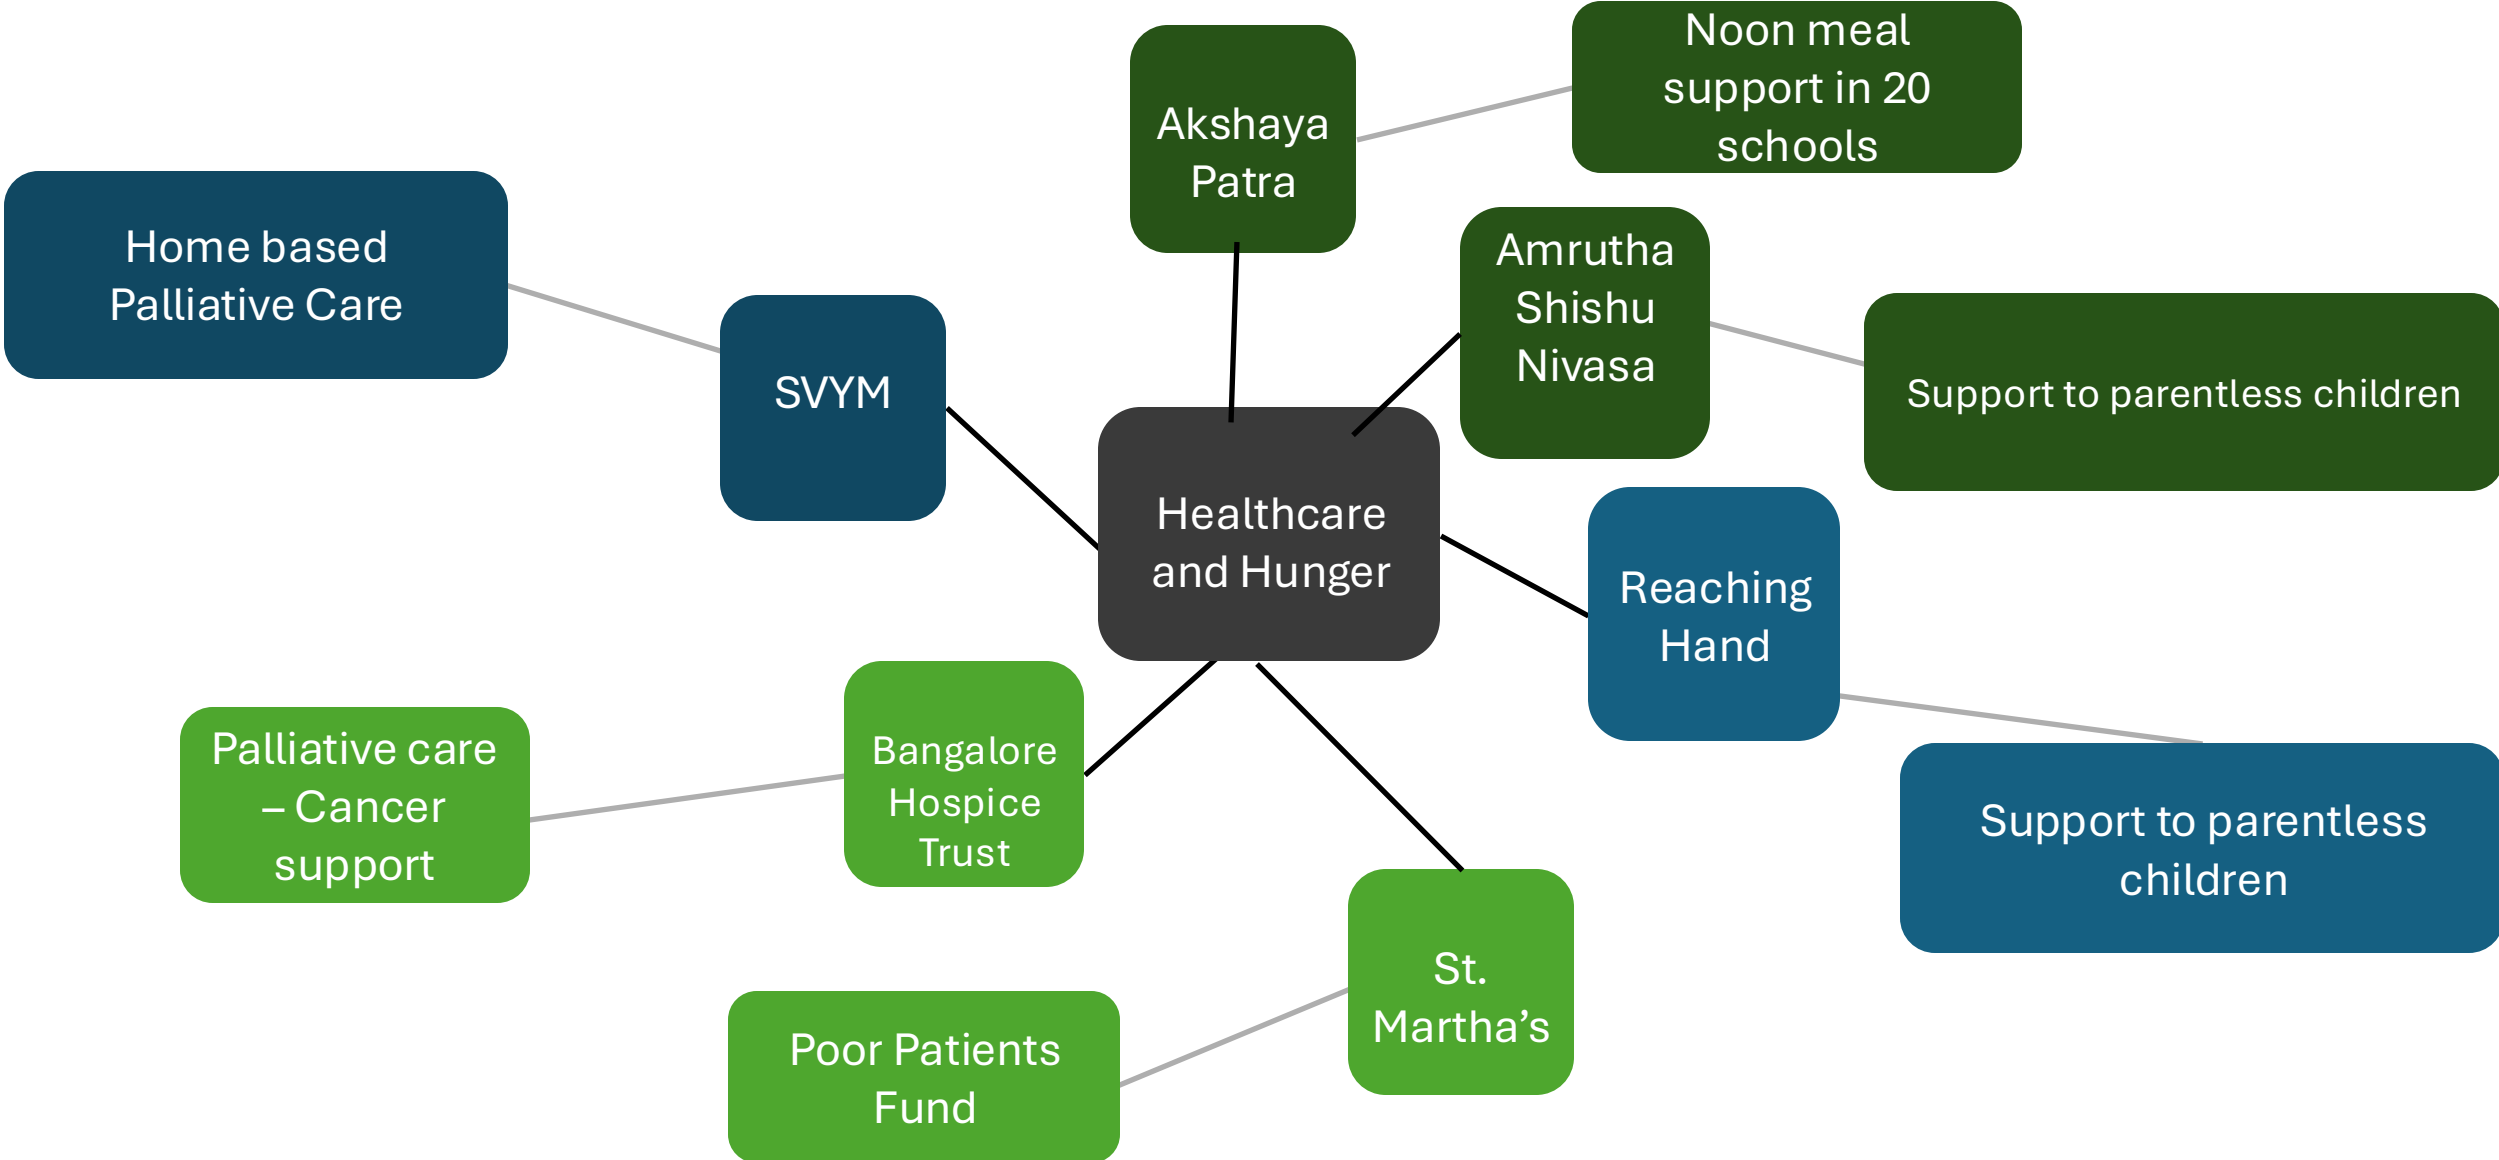 Noon meal
support in 20
schools
Akshaya
Patra
Home based
Palliative Care
Amrutha
Shishu
Nivasa
SVYM
Support to parentless children
Healthcare
and Hunger
Reaching
Hand
Palliative care
– Cancer
support
Bangalore
Hospice
Trust
Support to parentless
children
St.
Martha’s
Poor Patients
Fund